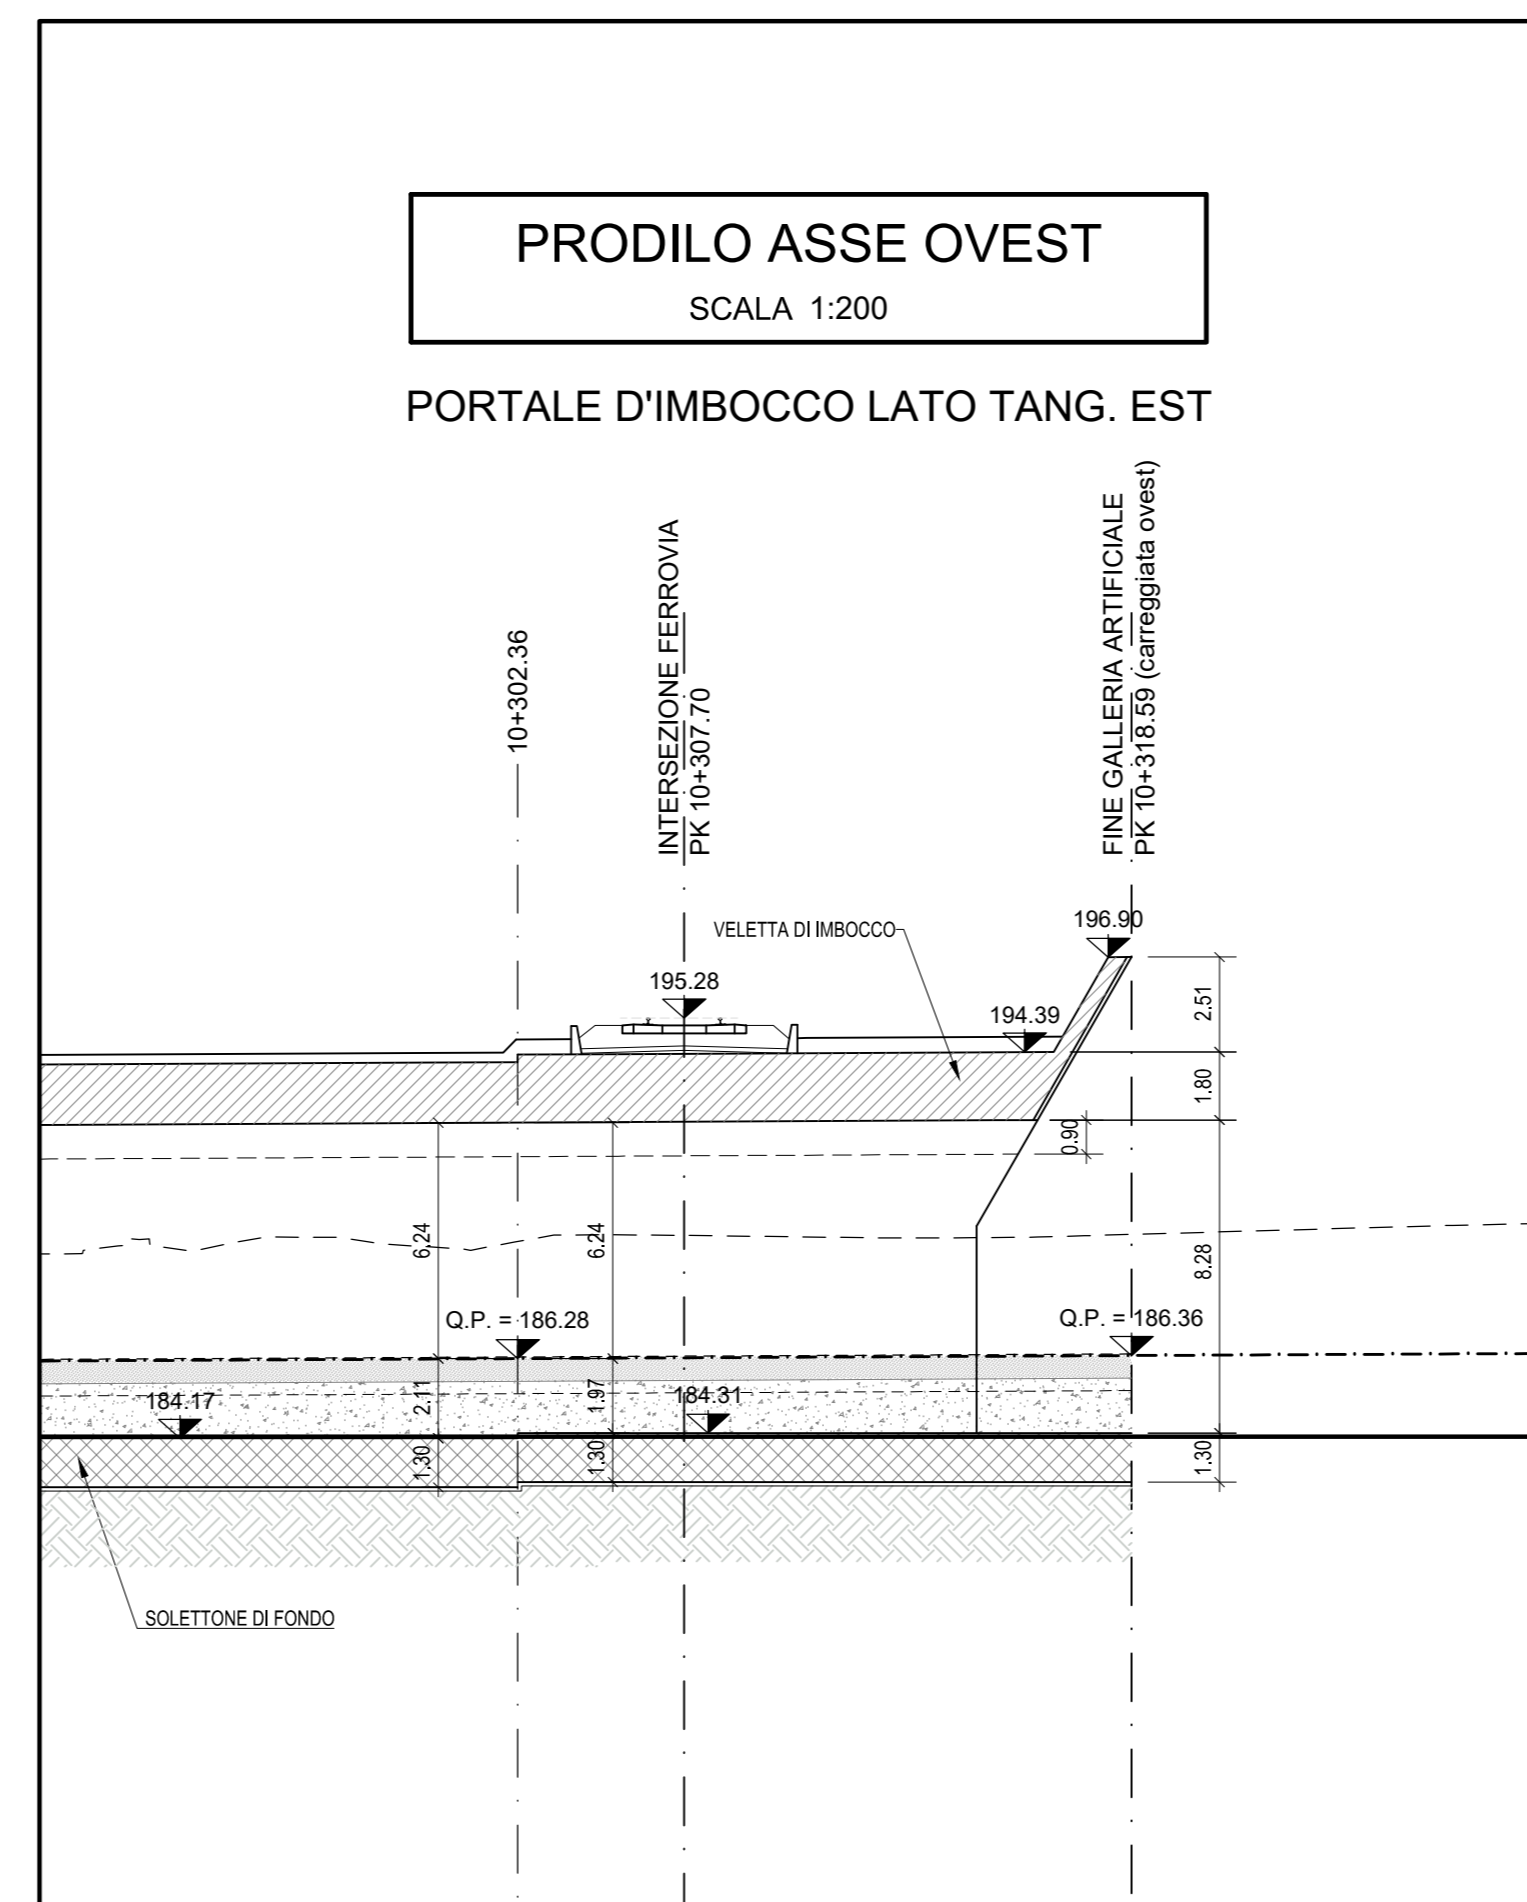 PRODILO ASSE OVEST
SCALA 1:200
PORTALE D'IMBOCCO LATO TANG. EST
10+302.36
INTERSEZIONE FERROVIA
PK 10+307.70
FINE GALLERIA ARTIFICIALE
PK 10+318.59 (carreggiata ovest)
VELETTA DI IMBOCCO
196.90
195.28
194.39
2.51
1.80
0.90
6.24
6.24
8.28
Q.P. = 186.28
Q.P. = 186.36
184.17
2.11
1.97
184.31
1.30
1.30
1.30
SOLETTONE DI FONDO